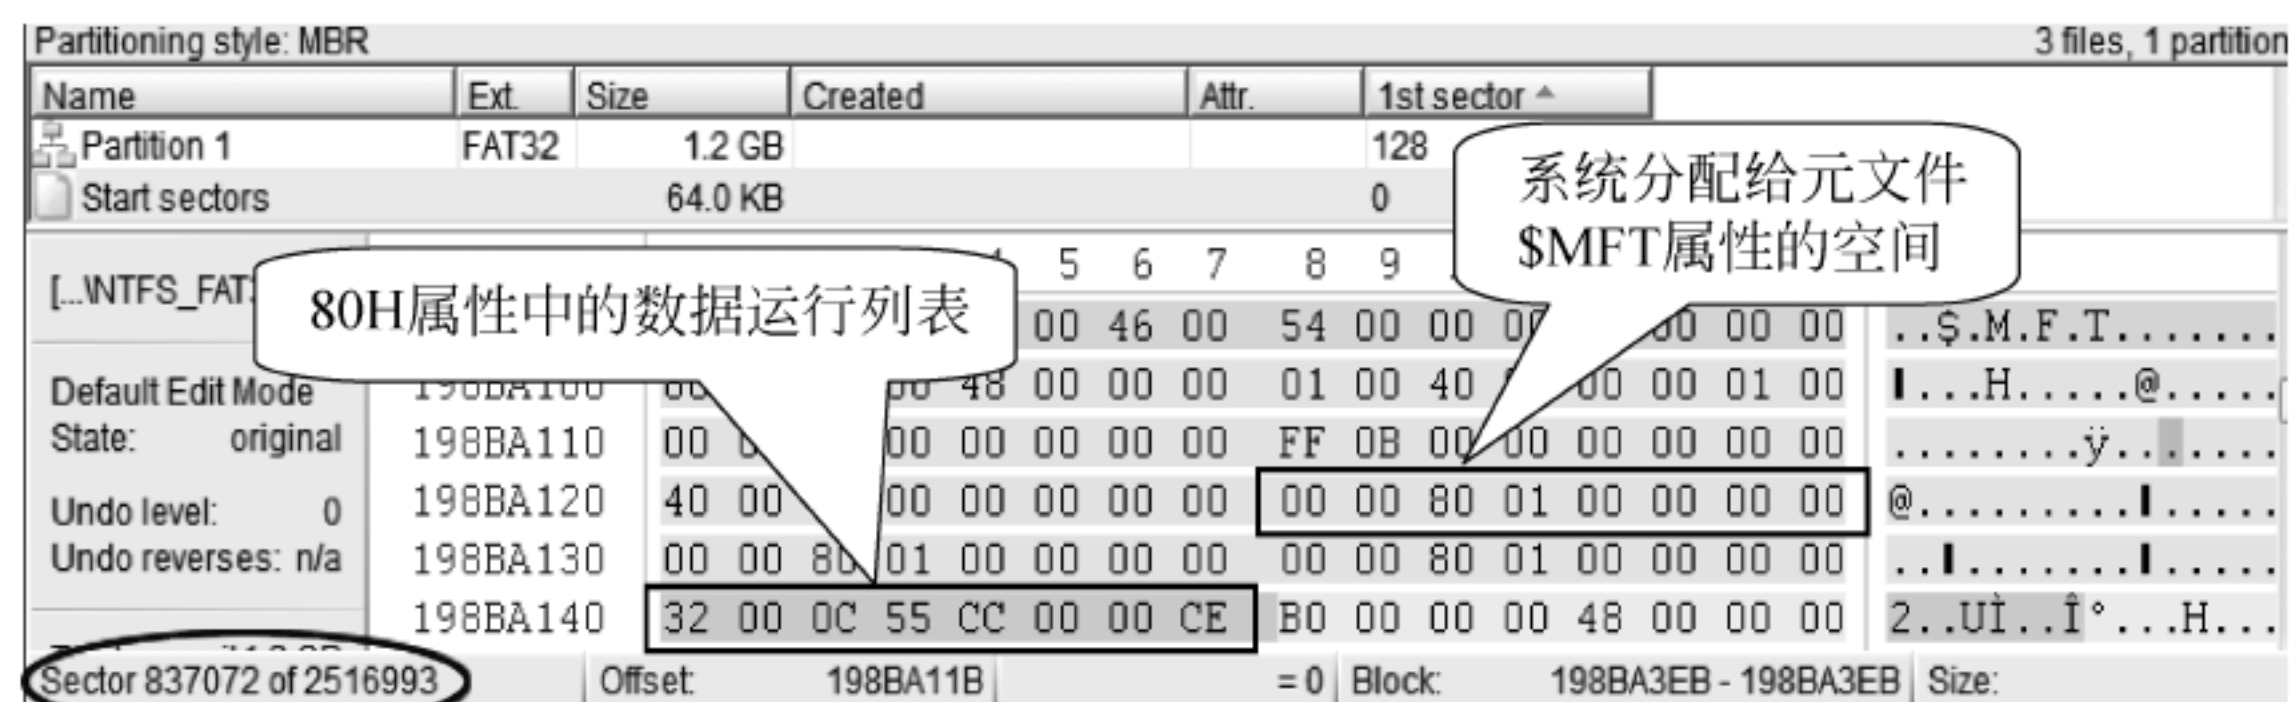 Partitioning style: MBR 3 files, 1 partition
Name Ext. Size Created Attr. 1st sector
Partition 1 FAT32 1.2 GB 128
Start sectors 64.0 KB 0
系统分配给元文件
$MFT属性的空间
80H属性中的数据运行列表
5 6 7 8 9
[...\NTFS_FAT
00 46 00 54 00 00 00 00 00 00 ..$.M.F.T.......
Default Edit Mode 198BA100 48 00 00 00 01 00 40 00 00 01 00 ...H.....@.....
State: original 198BA110 00 00 00 00 00 00 FF 0B 00 00 00 00 00 00 ........ÿ.......
198BA120 40 00 00 00 00 00 00 00 00 80 01 00 00 00 00 @...............
Undo level: 0
Undo reverses: n/a 198BA130 00 00 80 01 00 00 00 00 00 00 80 01 00 00 00 00
198BA140 32 00 0C 55 CC 00 00 CE B0 00 00 00 48 00 00 00 2..UÌ..Î°...H...
Sector 837072 of 2516993 Offset: 198BA11B = 0 Block: 198BA3EB - 198BA3EB Size: